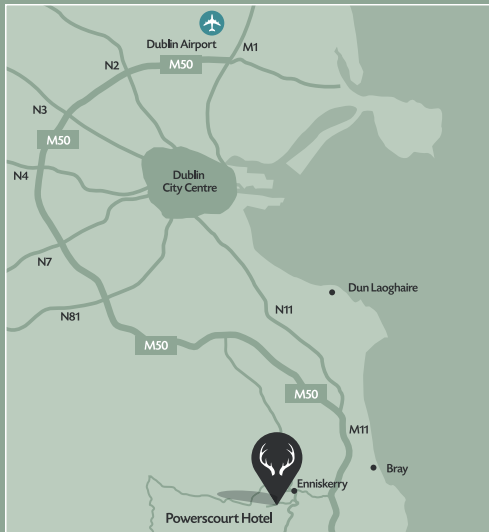 Dublin Airport
M1
N2
M50
N3
M50
N4
Dublin
City Centre
N7
Dun Laoghaire
N11
N81
M50
M50
M11
Bray
Enniskerry
Powerscourt Hotel